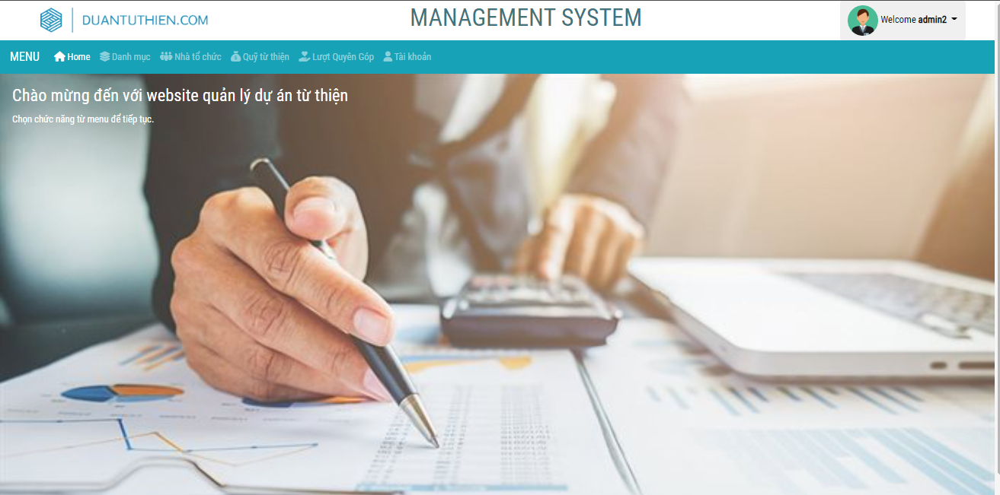 DUANTUTHIEN.COM
MANAGEMENT SYSTEM
Welcome admin2
MENU Home Danh mục Nhà tổ chức Quỹ từ thiện Lượt Quyên Góp Tài khoản
Chào mừng đến với website quản lý dự án từ thiện
Chọn chức năng từ menu để tiếp tục.